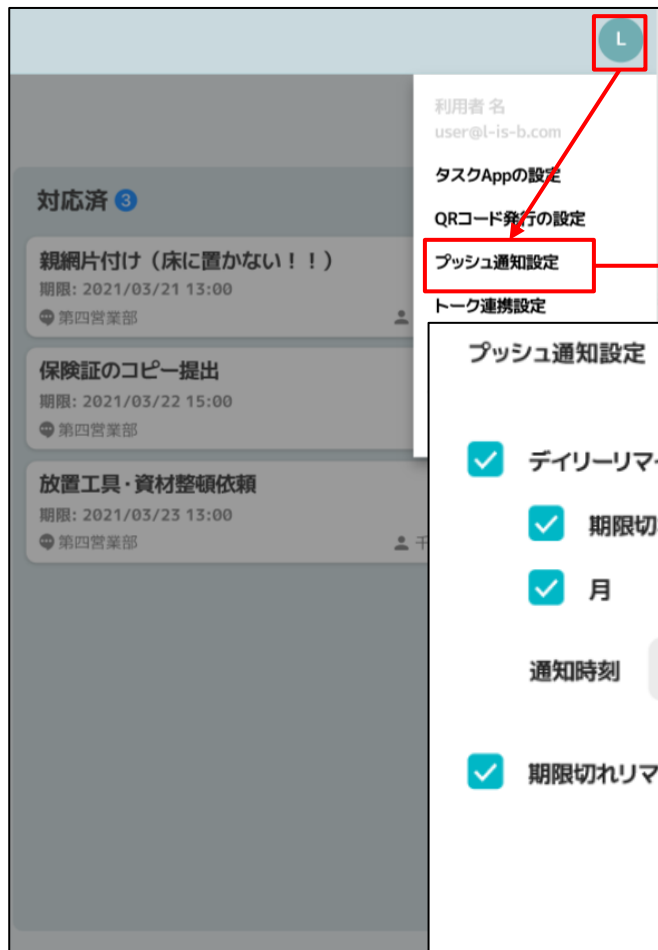 L
利用者 名
user@l-is-b.com
タスクAppの設定
QRコード発行の設定
プッシュ通知設定
トーク連携設定
対応済 3
親綱片付け（床に置かない！！）
期限: 2021/03/21 13:00
第四営業部
保険証のコピー提出
期限: 2021/03/22 15:00
第四営業部
放置工具・資材整頓依頼
期限: 2021/03/23 13:00
第四営業部
千
プッシュ通知設定
デイリーリマ
期限切
月
通知時刻
期限切れリマ